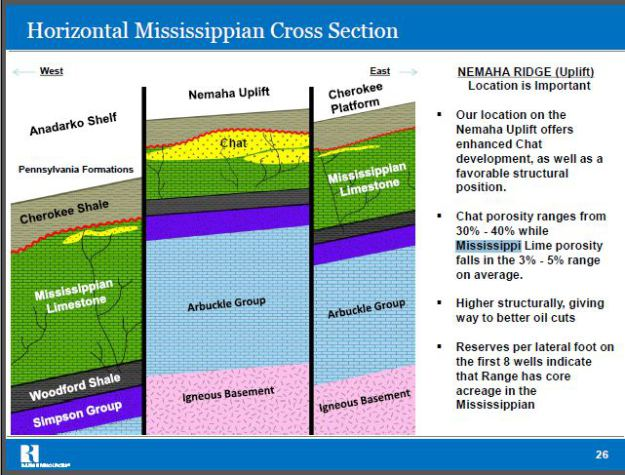 Horizontal Mississippian Cross Section
West
East
Anadarko Shelf
Nemaha Uplift
Cherokee
Platform
Pennsylvania Formations
Cherokee Shale
Chat
Mississippian
Limestone
Mississippian
Limestone
Arbuckle Group
Arbuckle Group
Woodford Shale
Simpson Group
Igneous Basement
Igneous Basement
NEMAHA RIDGE (Uplift)
Location is Important
▪ Our location on the
Nemaha Uplift offers
enhanced Chat
development, as well as a
favorable structural
position.
▪ Chat porosity ranges from
30% - 40% while
Mississippi Lime porosity
falls in the 3% - 5% range
on average.
▪ Higher structurally, giving
way to better oil cuts
▪ Reserves per lateral foot on
the first 8 wells indicate
that Range has core
acreage in the
Mississippian
R
RANGE RESOURCES
26